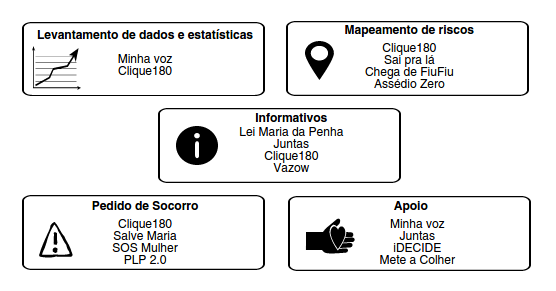 Levantamento de dados e estatísticas
Minha voz
Clique180
Mapeamento de riscos
Clique180
Sai pra lá
Chega de FiuFiu
Assédio Zero
Informativos
Lei Maria da Penha
Juntas
Clique180
Vazow
Pedido de Socorro
Clique180
Salve Maria
SOS Mulher
PLP 2.0
Apoio
Minha voz
Juntas
iDECIDE
Mete a Colher